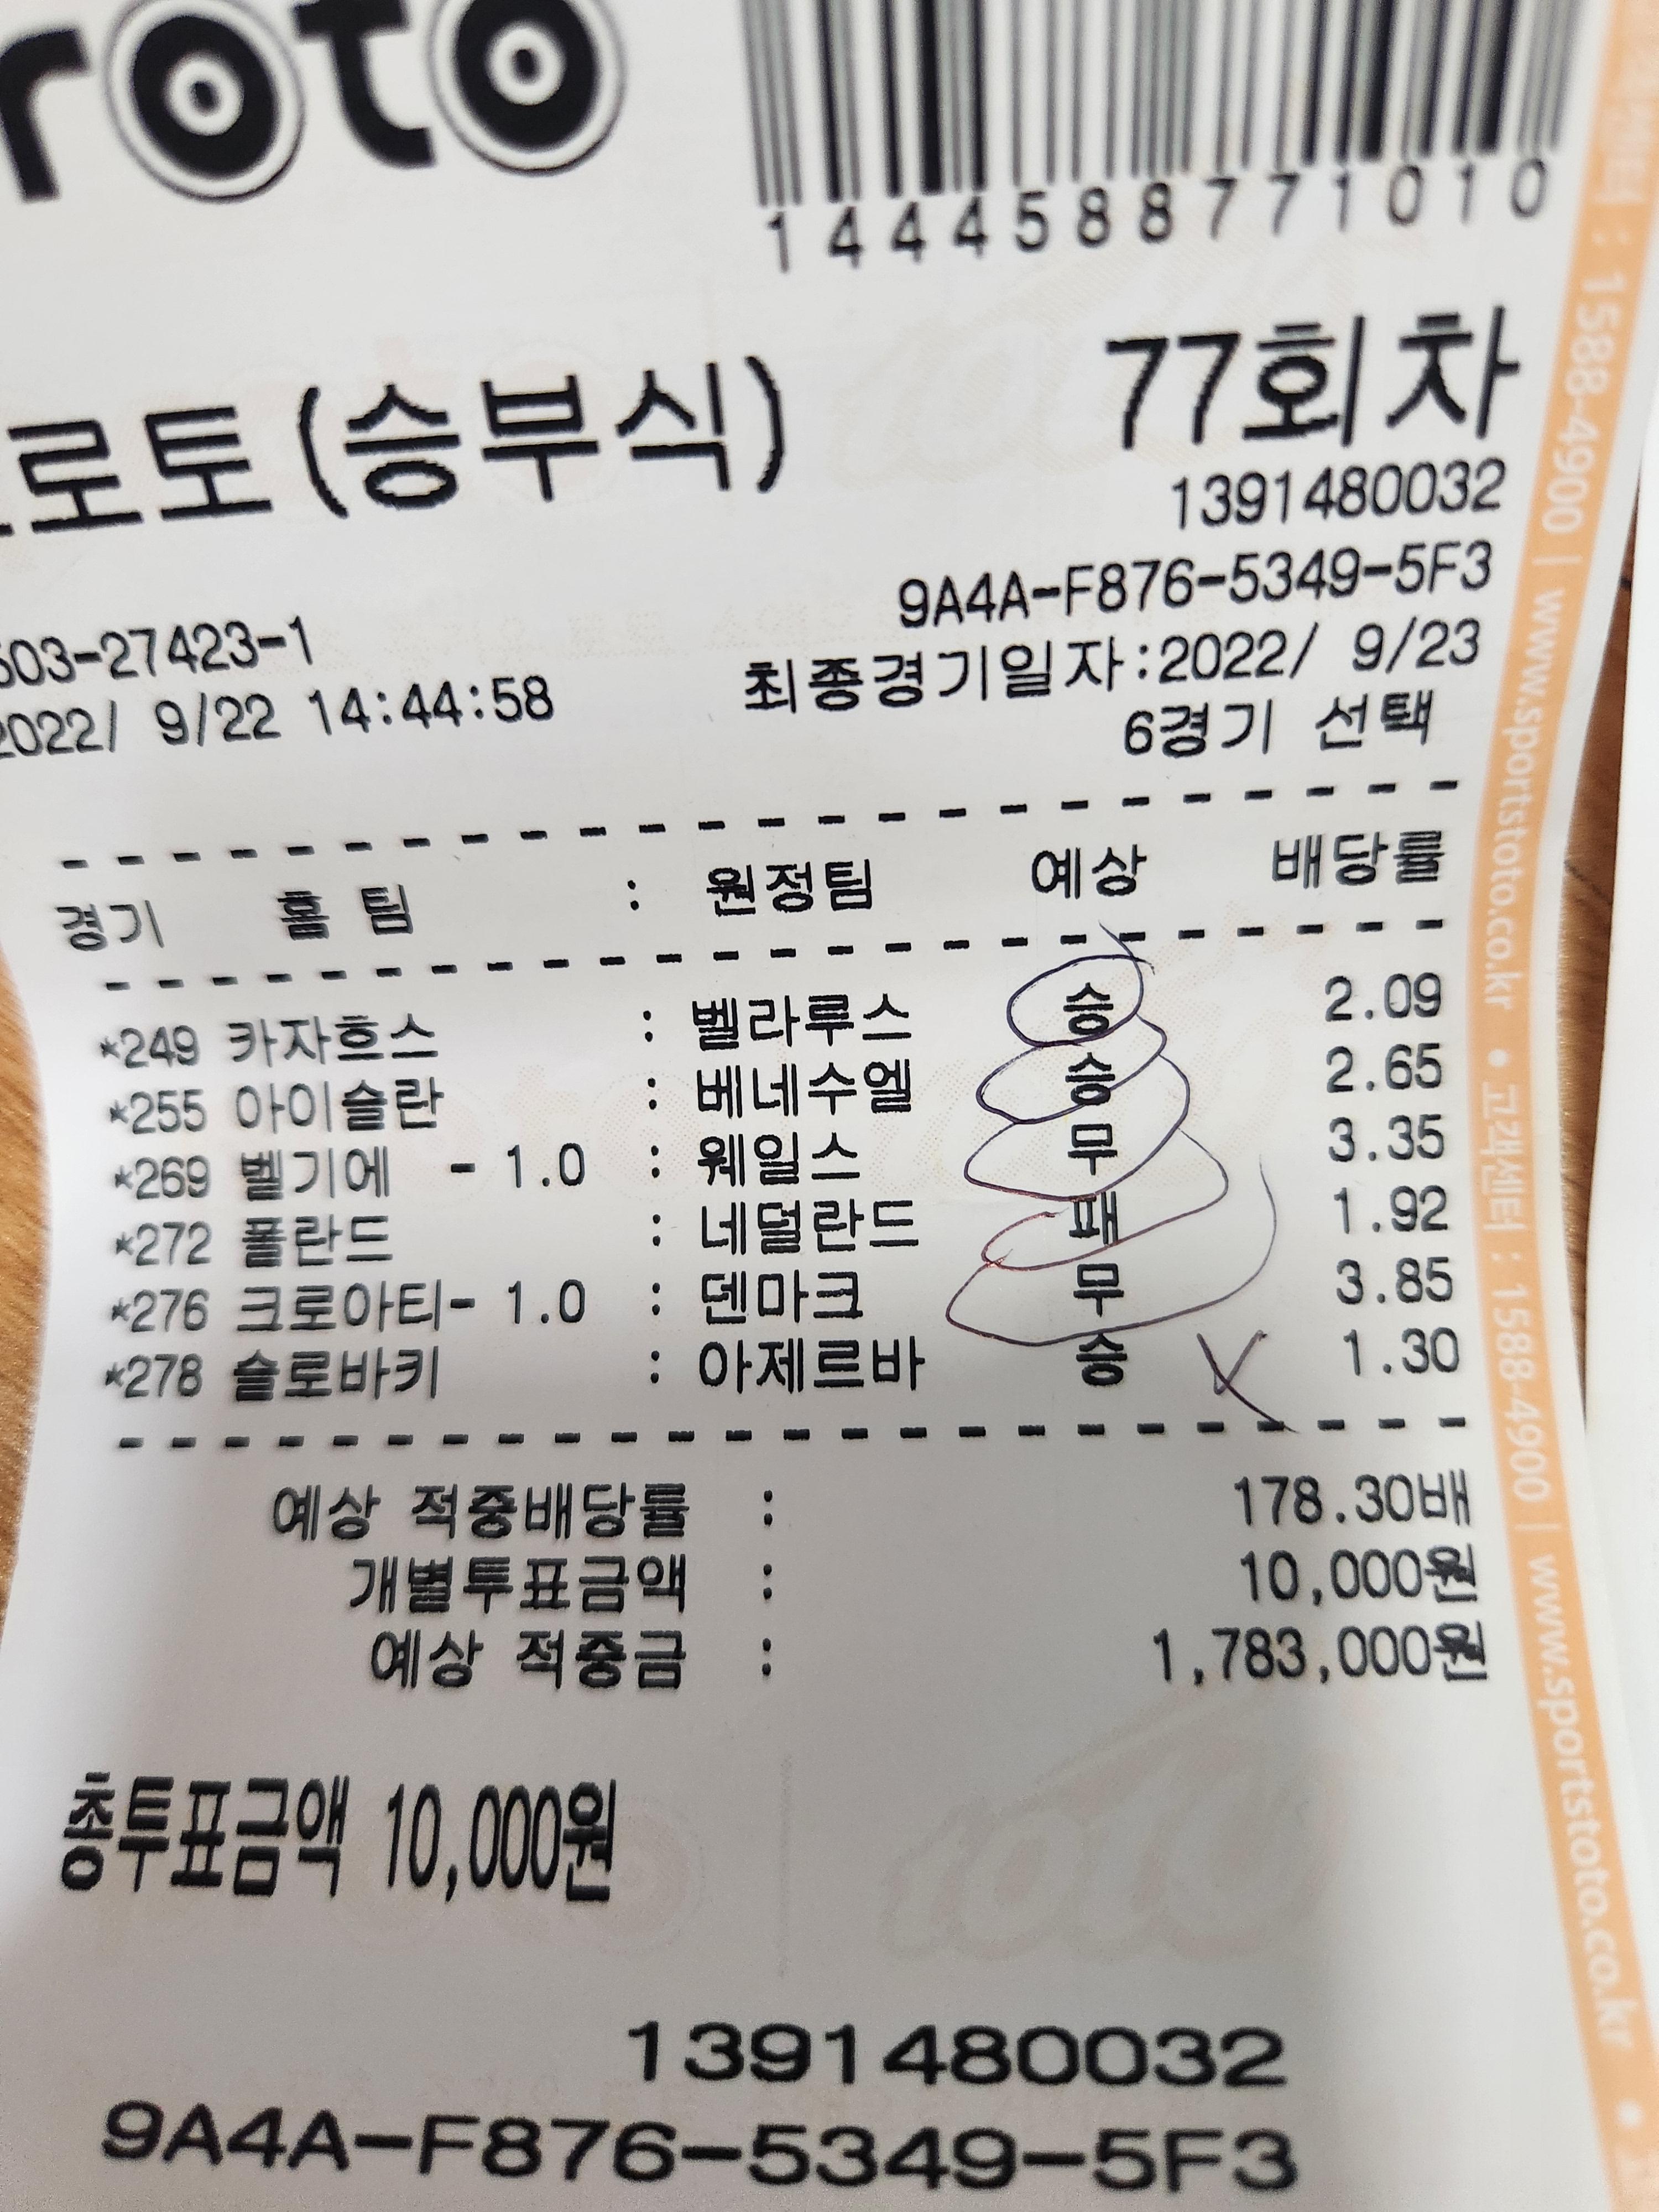 roto
1444588771010
로토(승부식) 77회차
1391480032
9A4A-F876-5349-5F3
503-27423-1
2022/ 9/22 14:44:58 최종경기일자:2022/ 9/23
6경기 선택
경기 홈 팀 : 원정팀 예상 배당률
*249 카자흐스 : 벨라루스 승 2.09
*255 아이슬란 : 베네수엘 승 2.65
*269 벨기에 - 1.0 : 웨일스 무 3.35
*272 폴란드 : 네덜란드 패 1.92
*276 크로아티- 1.0 : 덴마크 무 3.85
*278 슬로바키 : 아제르바 승 1.30
예상 적중배당률 : 178.30배
개별투표금액 : 10,000원
예상 적중금 : 1,783,000원
총투표금액 10,000원
1391480032
9A4A-F876-5349-5F3
: 1588-4900 | www.sportstoto.co.kr • 고객센터 : 1588-4900 | www.sportstoto.co.kr •